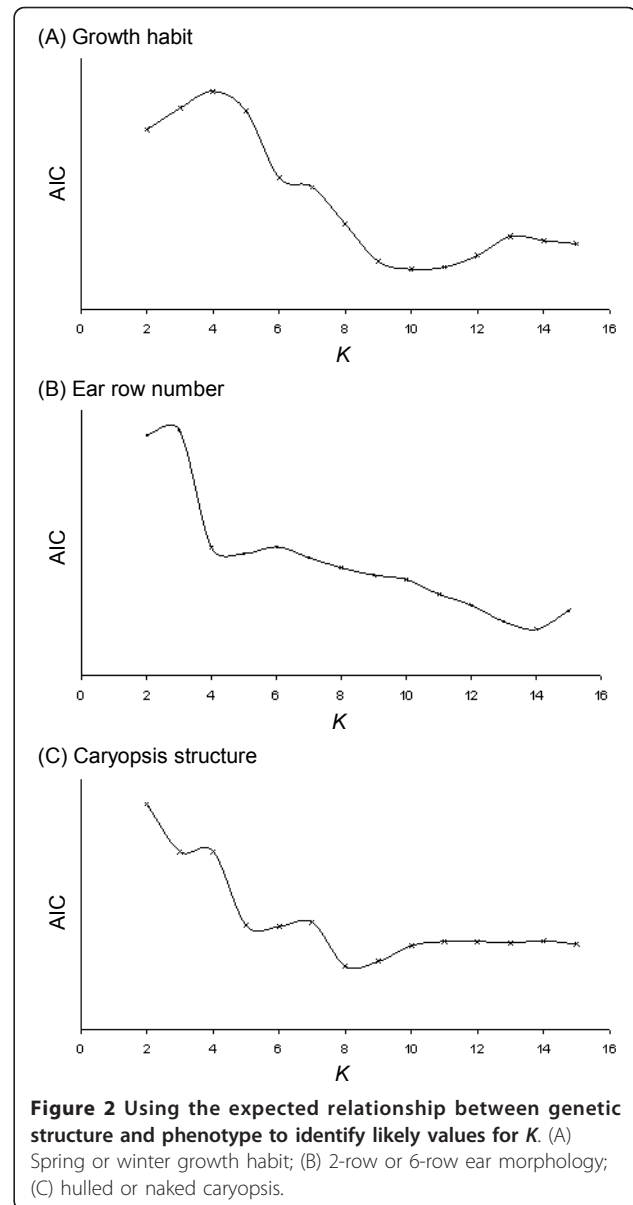 (A) Growth habit
AIC
0 2 4 6 8 10 12 14 16
K
(B) Ear row number
AIC
0 2 4 6 8 10 12 14 16
K
(C) Caryopsis structure
AIC
0 2 4 6 8 10 12 14 16
K
Figure 2 Using the expected relationship between genetic
structure and phenotype to identify likely values for K. (A)
Spring or winter growth habit; (B) 2-row or 6-row ear morphology;
(C) hulled or naked caryopsis.